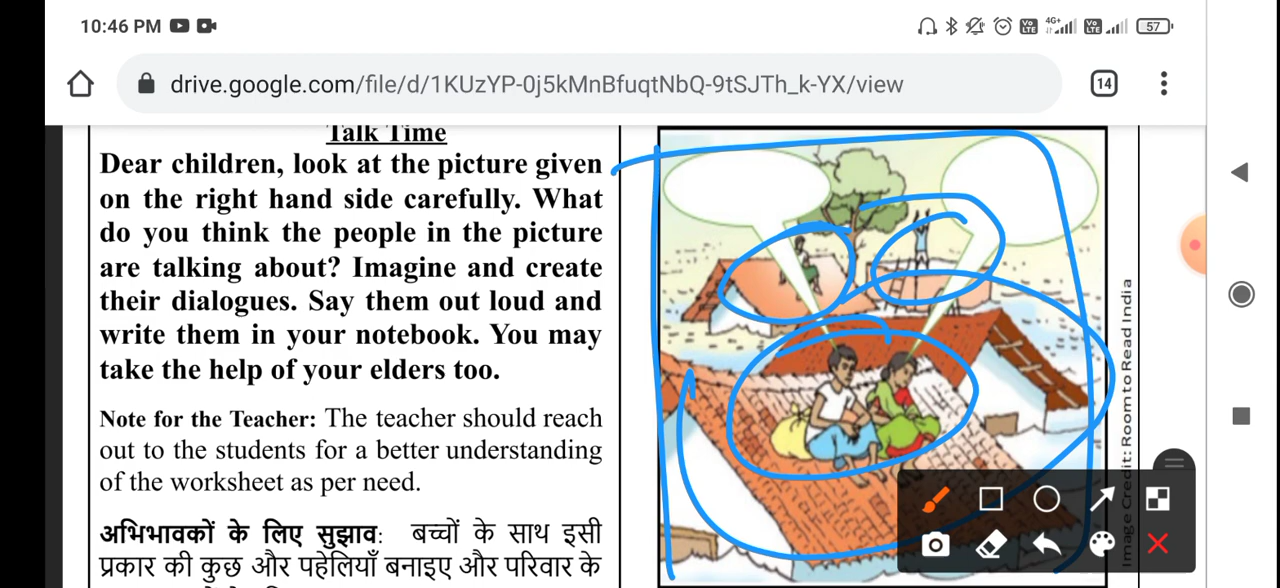 10:46 PM
4G+
Vo LTE
Vo LTE
57
drive.google.com/file/d/1KUzYP-0j5kMnBfuqtNbQ-9tSJTh_k-YX/view
14
Talk Time
Dear children, look at the picture given
on the right hand side carefully. What
do you think the people in the picture
are talking about? Imagine and create
their dialogues. Say them out loud and
write them in your notebook. You may
take the help of your elders too.
Note for the Teacher: The teacher should reach
out to the students for a better understanding
of the worksheet as per need.
अभिभावकों के लिए सुझाव: बच्चों के साथ इसी
प्रकार की कुछ और पहेलियाँ बनाइए और परिवार के
Image Credit: Room to Read India